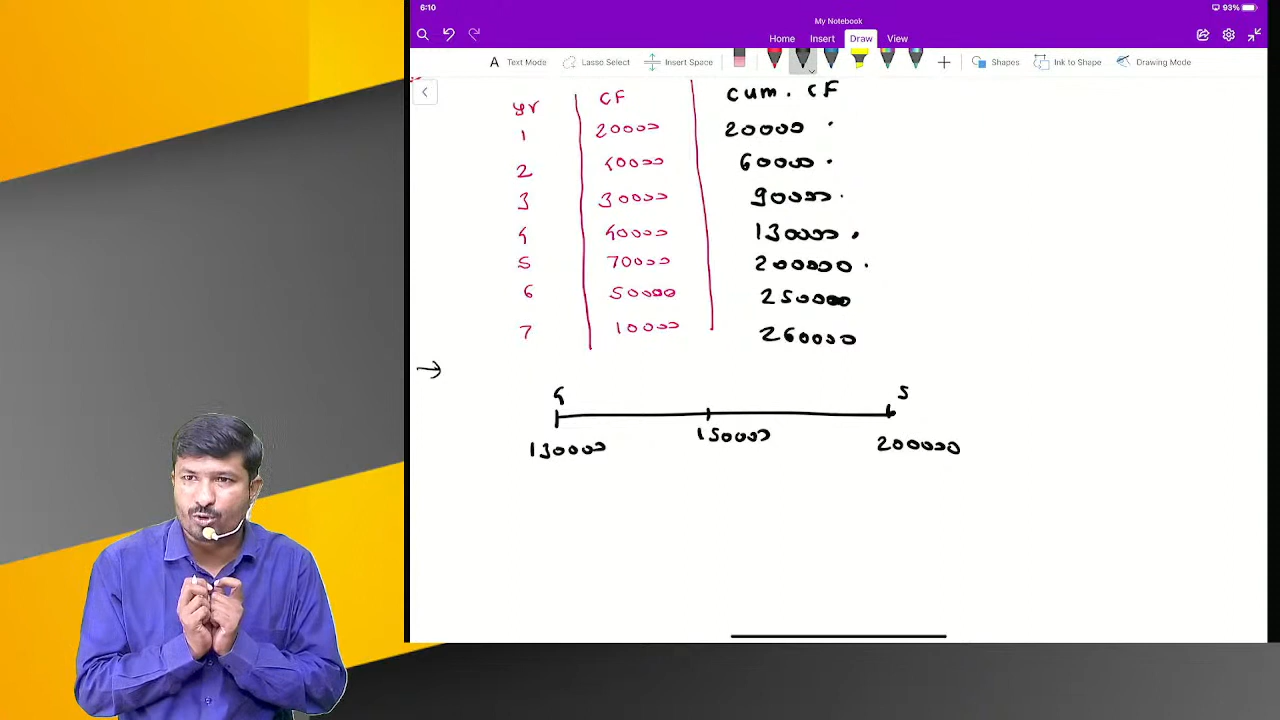 6:10
93%
My Notebook
Home Insert Draw View
Text Mode Lasse Select Insert Space Shapes Ink to Shape Drawing Mode
yr CF cum. CF
1 20000 20000
2 40000 60000
3 30000 90000
4 40000 130000
5 70000 200000
6 50000 250000
7 10000 260000
4 5
130000 150000 200000